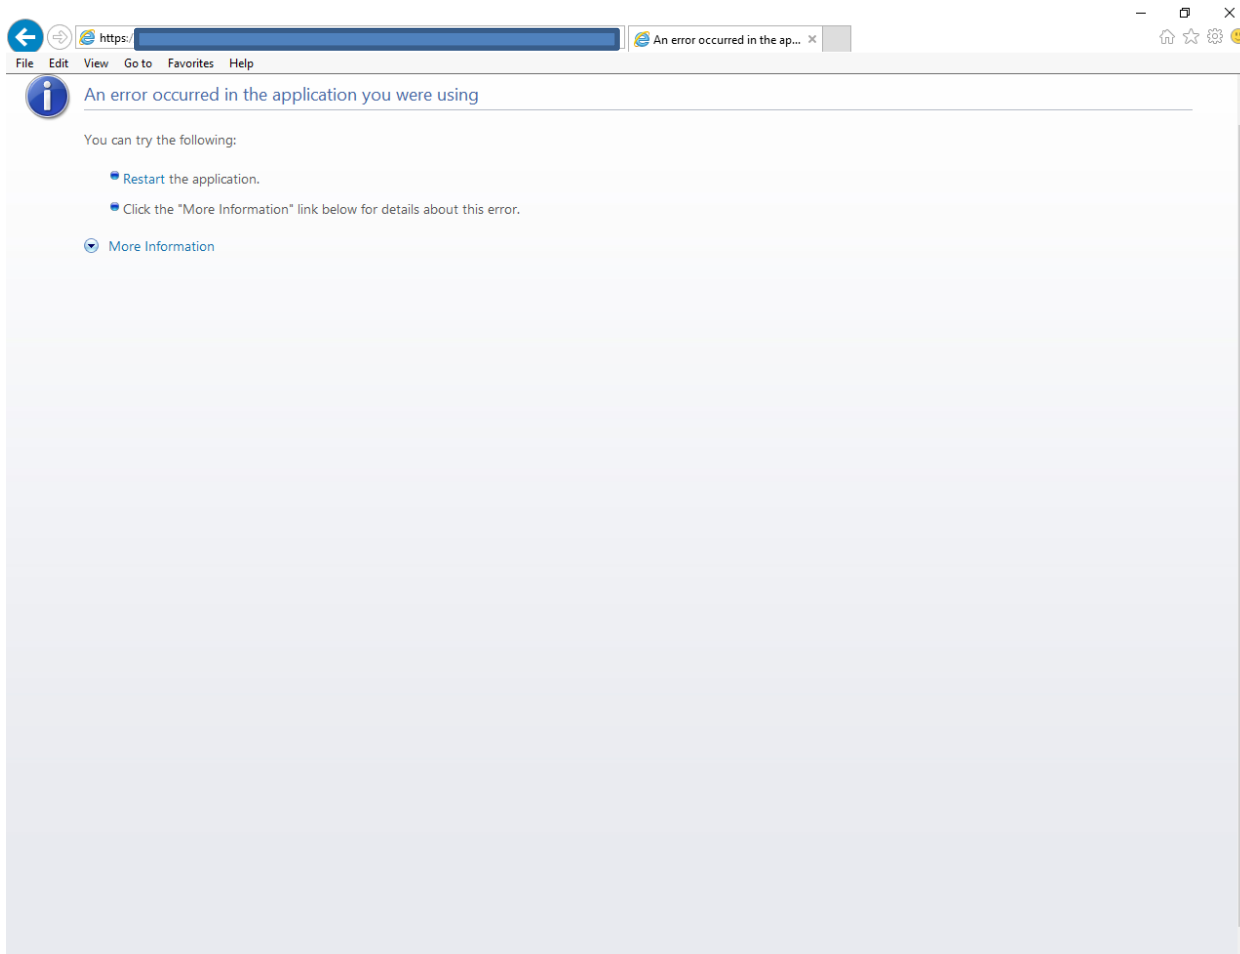 https:/
An error occurred in the ap...
File Edit View Go to Favorites Help
An error occurred in the application you were using
You can try the following:
Restart the application.
Click the "More Information" link below for details about this error.
More Information